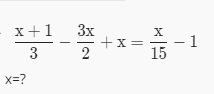 x + 1/3 − 3x/2 + x = x/15 − 1
x=?